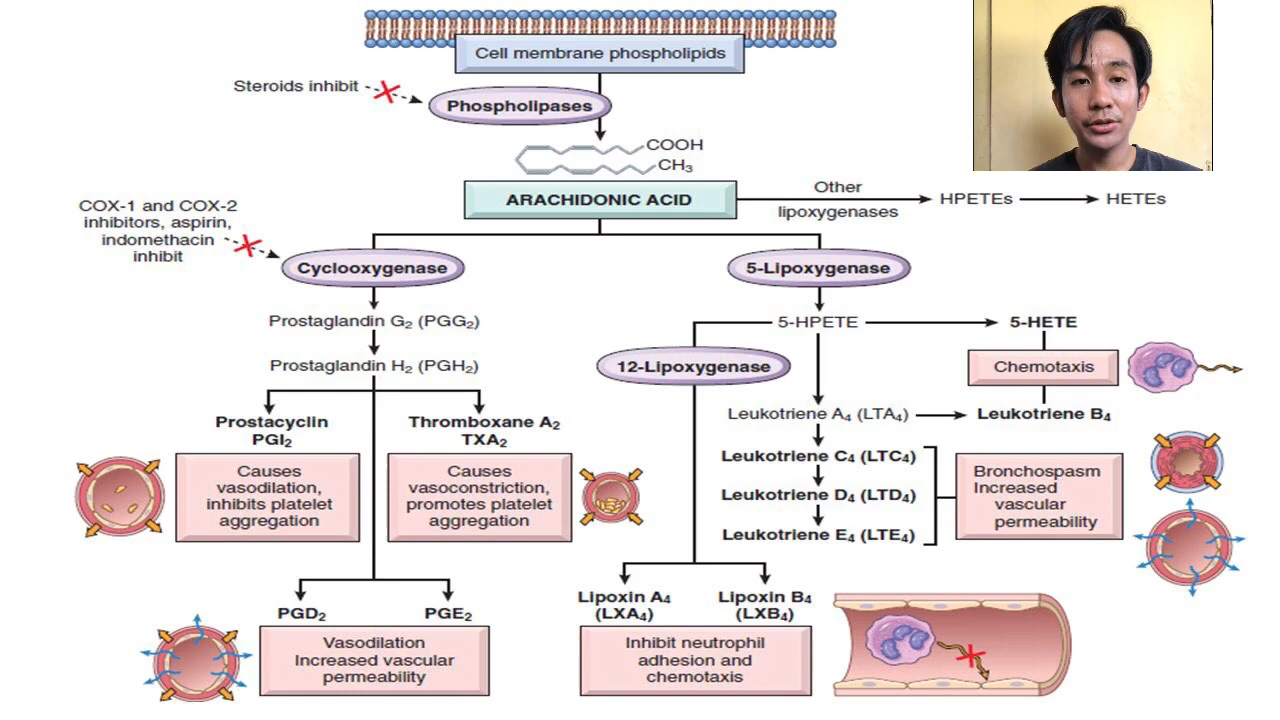 Cell membrane phospholipids
Steroids inhibit
Phospholipases
COOH
CH₃
ARACHIDONIC ACID
Other
lipoxygenases
HPETEs
HETEs
COX-1 and COX-2
inhibitors, aspirin,
indomethacin
inhibit
Cyclooxygenase
5-Lipoxygenase
Prostaglandin G₂ (PGG₂)
5-HPETE
5-HETE
Prostaglandin H₂ (PGH₂)
12-Lipoxygenase
Chemotaxis
Prostacyclin
PGI₂
Thromboxane A₂
TXA₂
Leukotriene A₄ (LTA₄)
Leukotriene B₄
Causes
vasodilation,
inhibits platelet
aggregation
Causes
vasoconstriction,
promotes platelet
aggregation
Leukotriene C₄ (LTC₄)
Leukotriene D₄ (LTD₄)
Leukotriene E₄ (LTE₄)
Bronchospasm
Increased
vascular
permeability
PGD₂
PGE₂
Vasodilation
Increased vascular
permeability
Lipoxin A₄
(LXA₄)
Lipoxin B₄
(LXB₄)
Inhibit neutrophil
adhesion and
chemotaxis